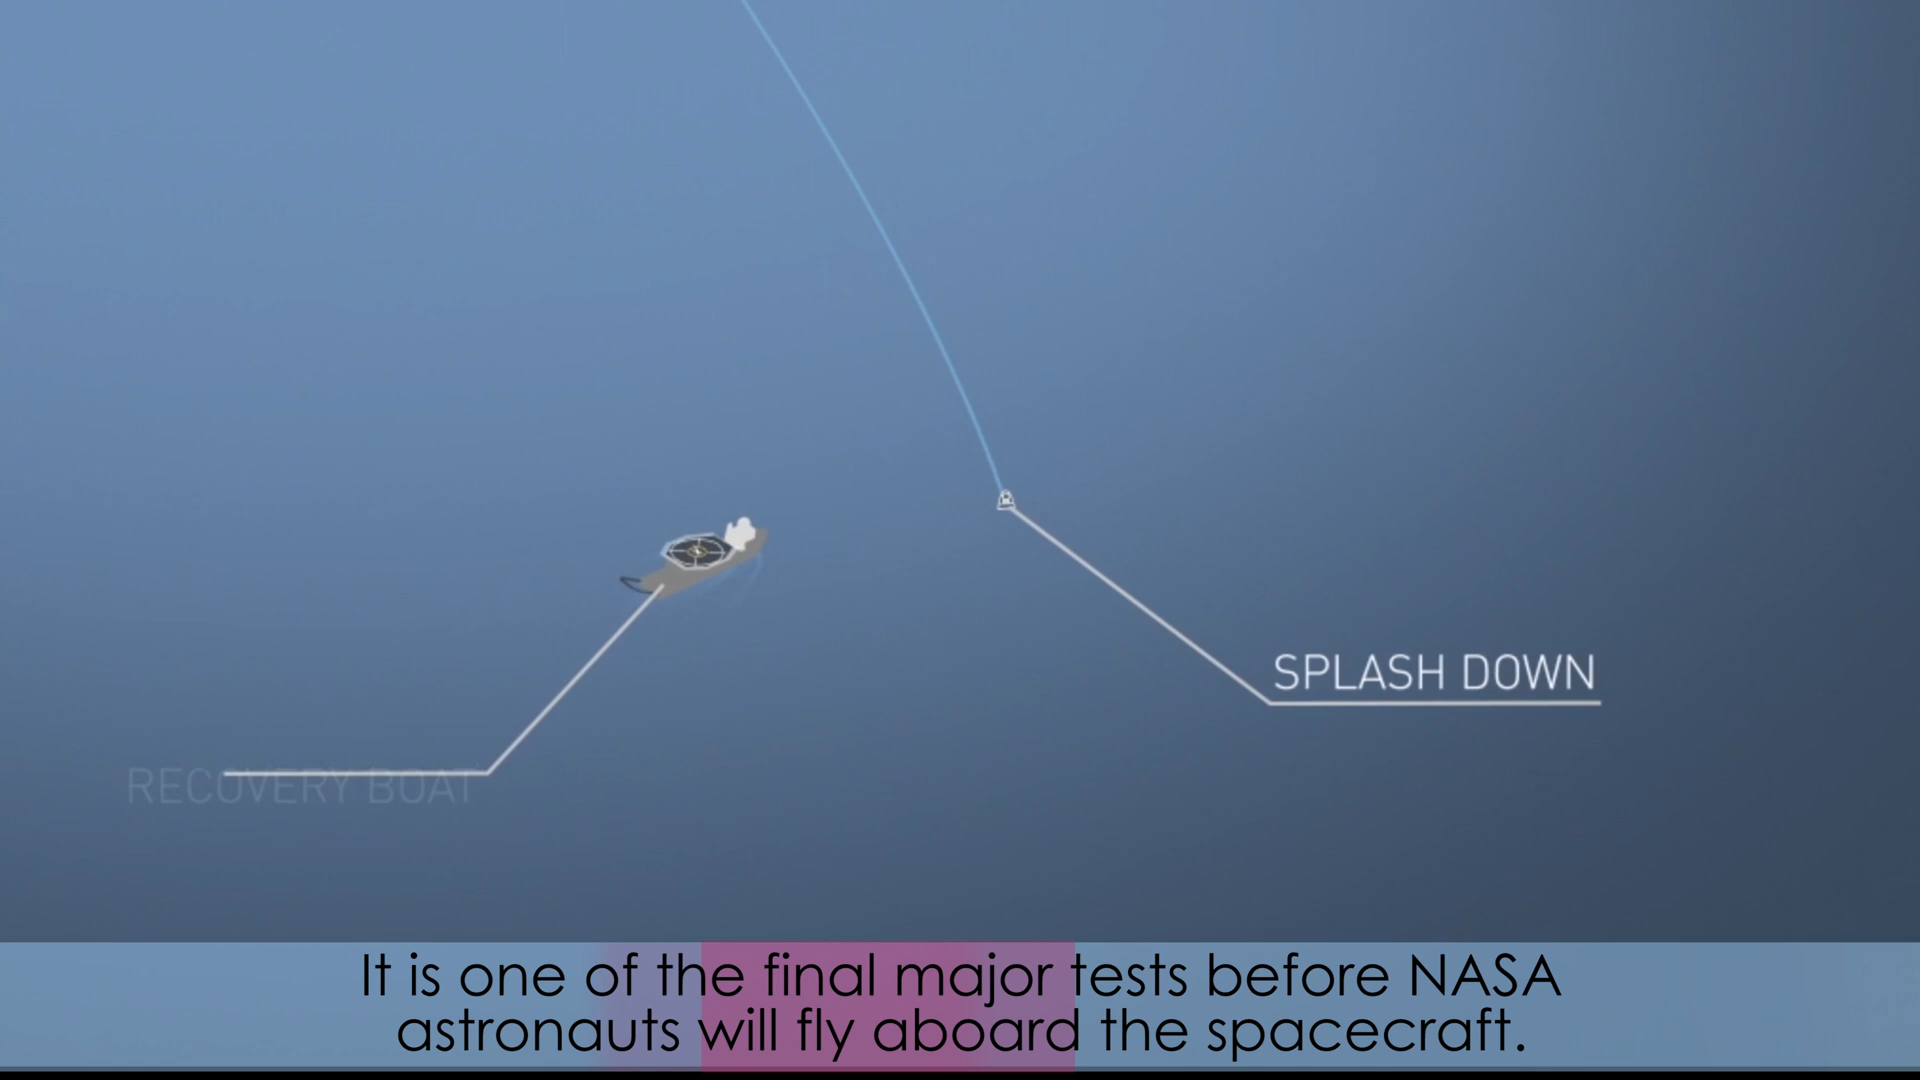 SPLASH DOWN
RECOVERY BOAT
It is one of the final major tests before NASA
astronauts will fly aboard the spacecraft.